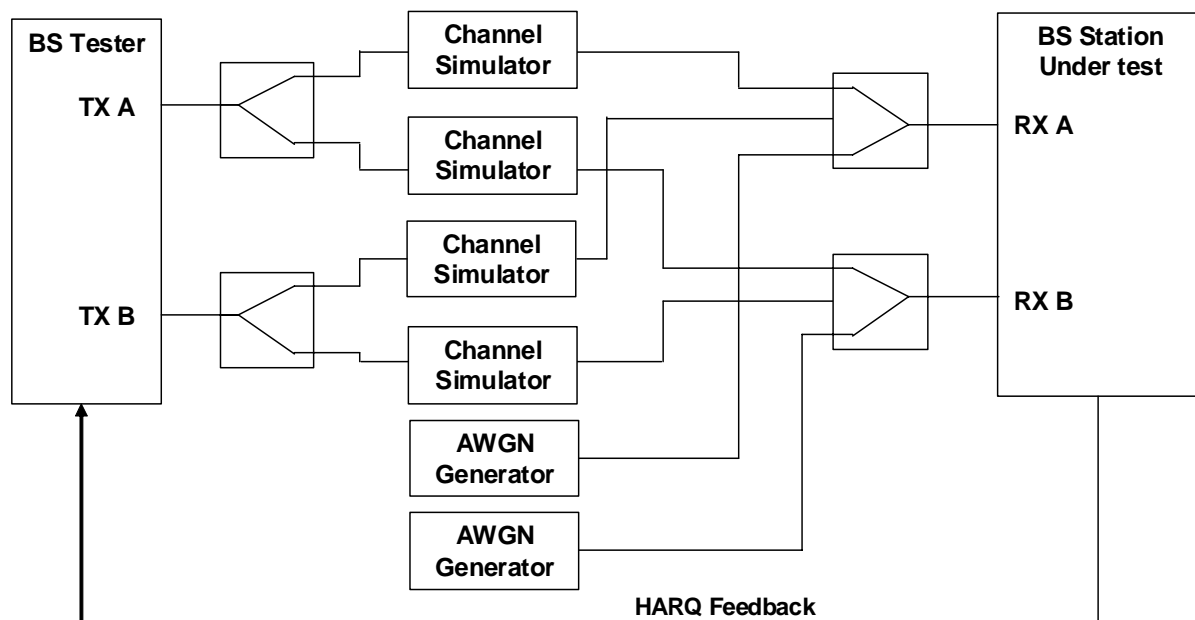 BS Tester
TX A
TX B
Channel
Simulator
Channel
Simulator
Channel
Simulator
Channel
Simulator
AWGN
Generator
AWGN
Generator
BS Station
Under test
RX A
RX B
HARQ Feedback